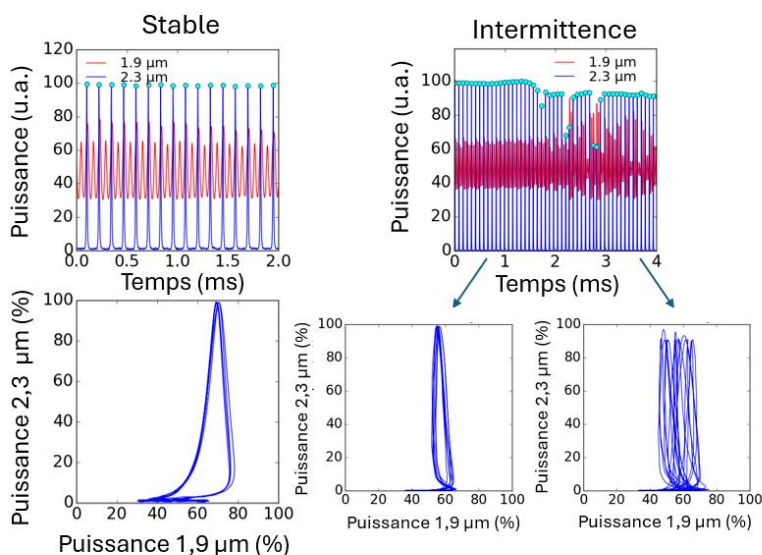 Stable
Puissance (u.a.)
120
100
80
60
40
20
0
1.9 µm
2.3 µm
0.0 0.5 1.0 1.5 2.0
Temps (ms)
Intermittence
Puissance (u.a.)
100
80
60
40
20
0
1.9 µm
2.3 µm
0 1 2 3 4
Temps (ms)
Puissance 2,3 µm (%)
100
80
60
40
20
0
0 20 40 60 80 100
Puissance 1,9 µm (%)
Puissance 2,3 µm (%)
100
80
60
40
20
0
0 20 40 60 80 100
Puissance 1,9 µm (%)
Puissance 2,3 µm (%)
100
80
60
40
20
0
0 20 40 60 80 100
Puissance 1,9 µm (%)